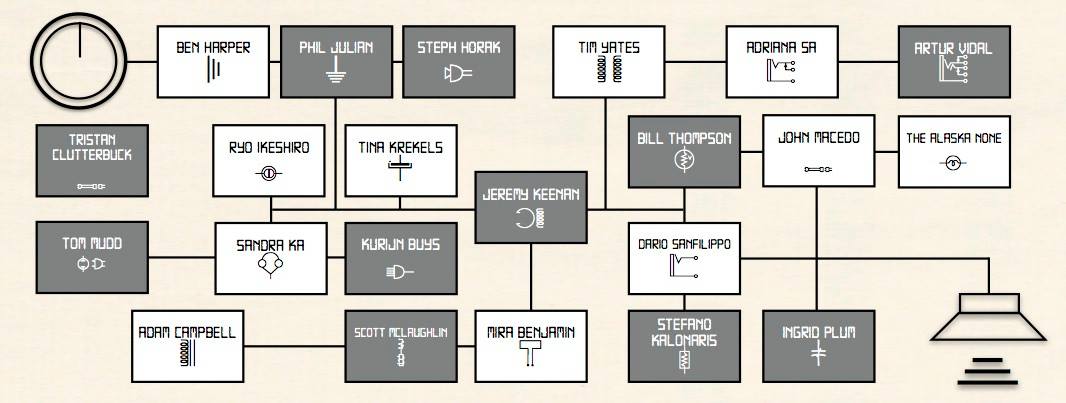 BEN HARPER
PHIL JULIAN
STEPH HORAK
TIM YATES
ADRIANA SA
ARTUR VIDAL
TRISTAN
CLUTTERBUCK
RYO IKESHIRO
TINA KREKELS
BILL THOMPSON
JOHN MACEDO
THE ALASKA NONE
JEREMY KEENAN
TOM MUDD
SANDRA KA
KURIJN BUYS
DARIO SANFILIPPO
ADAM CAMPBELL
SCOTT MCLAUGHLIN
MIRA BENJAMIN
STEFANO
KALONARIS
INGRID PLUM